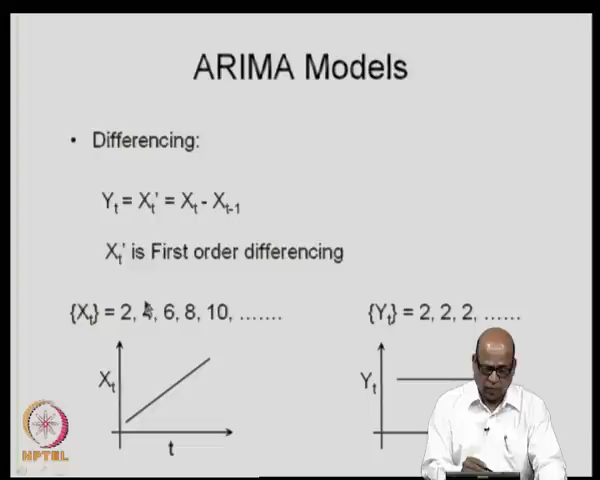 ARIMA Models
• Differencing:
Yt = Xt' = Xt - Xt-1
Xt' is First order differencing
{Xt} = 2, 4, 6, 8, 10, ....... {Yt} = 2, 2, 2, ......
Xt
Yt
t
NPTEL